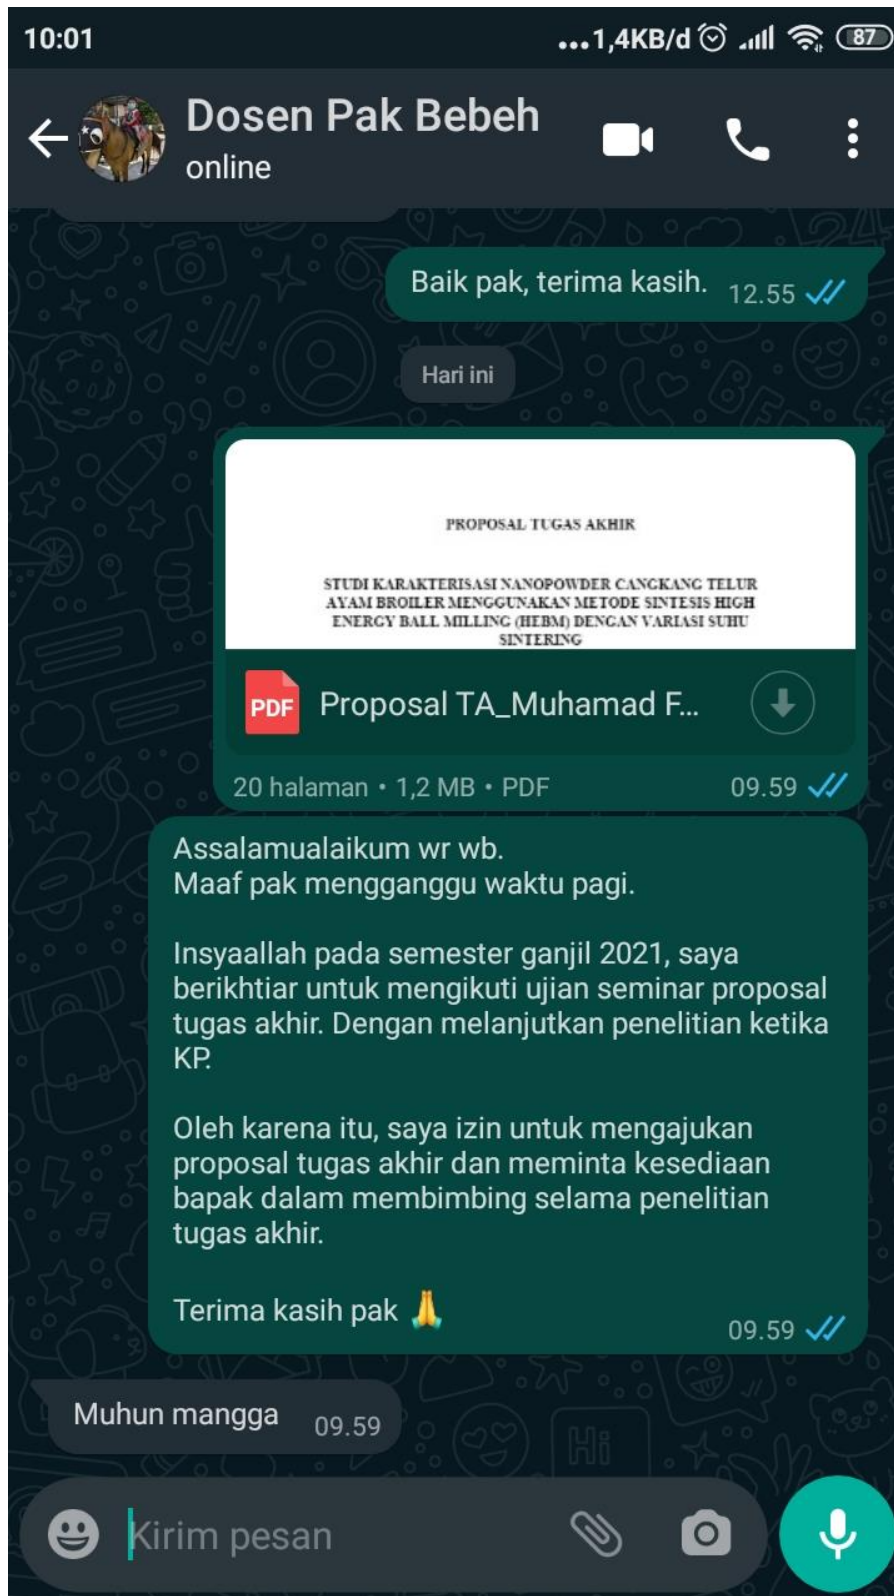 10:01
...1,4KB/d 87
Dosen Pak Bebeh
online
Baik pak, terima kasih. 12.55
Hari ini
PROPOSAL TUGAS AKHIR
STUDI KARAKTERISASI NANOPOWDER CANGKANG TELUR
AYAM BROILER MENGGUNAKAN METODE SINTESIS HIGH
ENERGY BALL MILLING (HEBM) DENGAN VARIASI SUHU
SINTERING
PDF Proposal TA_Muhamad F...
20 halaman • 1,2 MB • PDF 09.59
Assalamualaikum wr wb.
Maaf pak mengganggu waktu pagi.
Insyaallah pada semester ganjil 2021, saya
berikhtiar untuk mengikuti ujian seminar proposal
tugas akhir. Dengan melanjutkan penelitian ketika
KP.
Oleh karena itu, saya izin untuk mengajukan
proposal tugas akhir dan meminta kesediaan
bapak dalam membimbing selama penelitian
tugas akhir.
Terima kasih pak 🙏 09.59
Muhun mangga 09.59
Kirim pesan